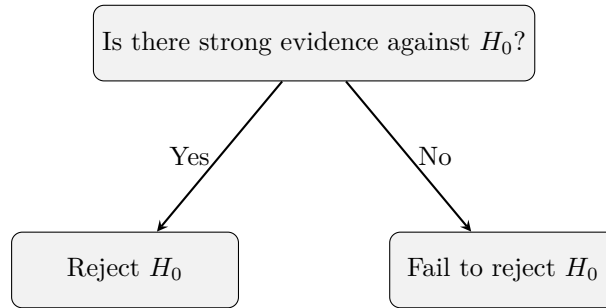 Is there strong evidence against H₀?
Yes
No
Reject H₀
Fail to reject H₀